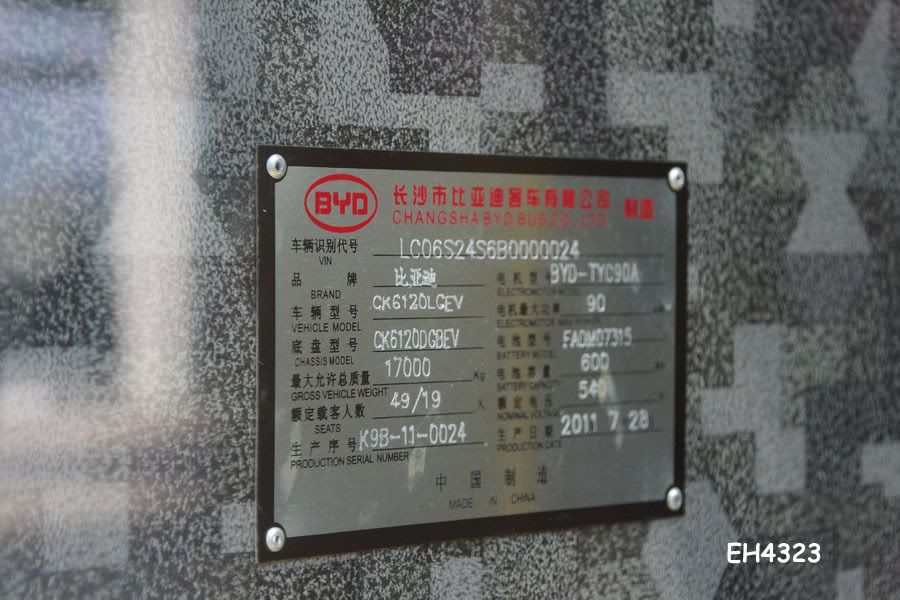 BYD 长沙市比亚迪客车有限公司 制造
CHANGSHA BYD BUS CO., LTD
车辆识别代号 LC06S24S6B0000024
VIN
品牌 比亚迪 电机型号 BYD-TYC90A
BRAND ELECTROMOTOR MODEL
车辆型号 CK6120LGEV 电机最大功率 90
VEHICLE MODEL ELECTROMOTOR MAX POWER
底盘型号 CK6120DGBEV 电池型号 FADM07315
CHASSIS MODEL BATTERY MODEL
最大允许总质量 17000 Kg 电池容量 600
GROSS VEHICLE WEIGHT BATTERY CAPACITY
额定载客人数 49/19 人 额定电压 540
SEATS NOMINAL VOLTAGE
生产序号 K9B-11-0024 生产日期 2011 7 28
PRODUCTION SERIAL NUMBER PRODUCTION DATE
中国制造
MADE IN CHINA
EH4323